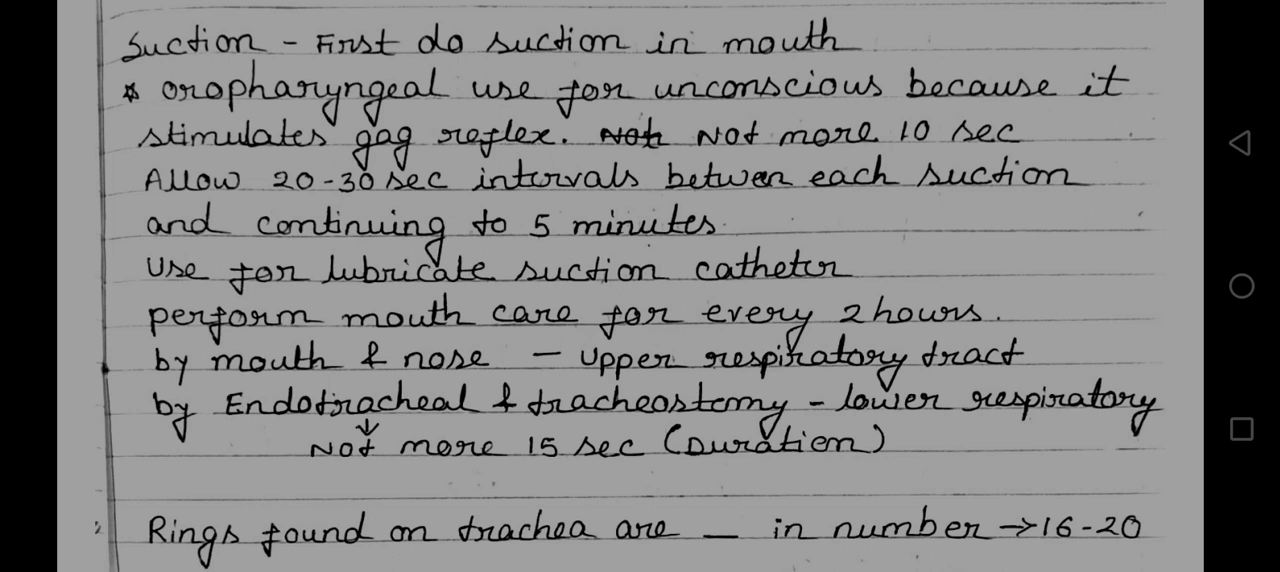 Suction - First do suction in mouth
* oropharyngeal use for unconscious because it
stimulates gag reflex. Not Not more 10 sec
Allow 20-30 sec intervals between each suction
and continuing to 5 minutes
Use for lubricate suction catheter
perform mouth care for every 2 hours.
by mouth & nose - Upper respiratory tract
by Endotracheal & tracheostomy - lower respiratory
↓
Not more 15 sec (Duration)
Rings found on trachea are _ in number → 16-20